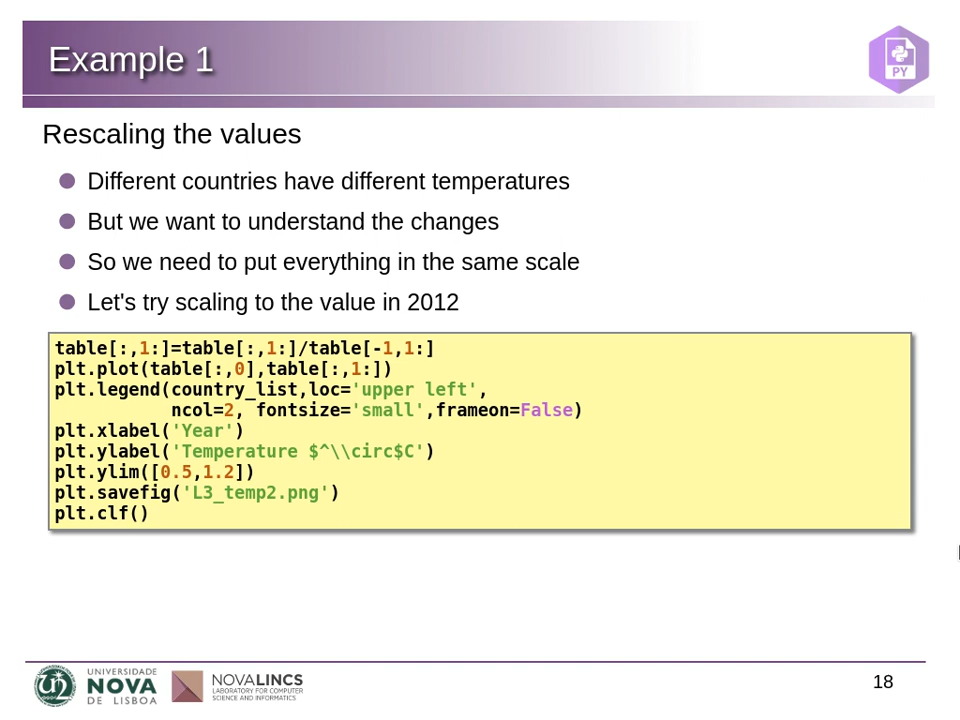 Example 1
PY
Rescaling the values
Different countries have different temperatures
But we want to understand the changes
So we need to put everything in the same scale
Let's try scaling to the value in 2012
table[:,1:]=table[:,1:]/table[-1,1:]
plt.plot(table[:,0],table[:,1:])
plt.legend(country_list,loc='upper left',
           ncol=2, fontsize='small',frameon=False)
plt.xlabel('Year')
plt.ylabel('Temperature $^\\circ$C')
plt.ylim([0.5,1.2])
plt.savefig('L3_temp2.png')
plt.clf()
UNIVERSIDADE
NOVA
DE LISBOA
NOVALINCS
LABORATORY FOR COMPUTER
SCIENCE AND INFORMATICS
18